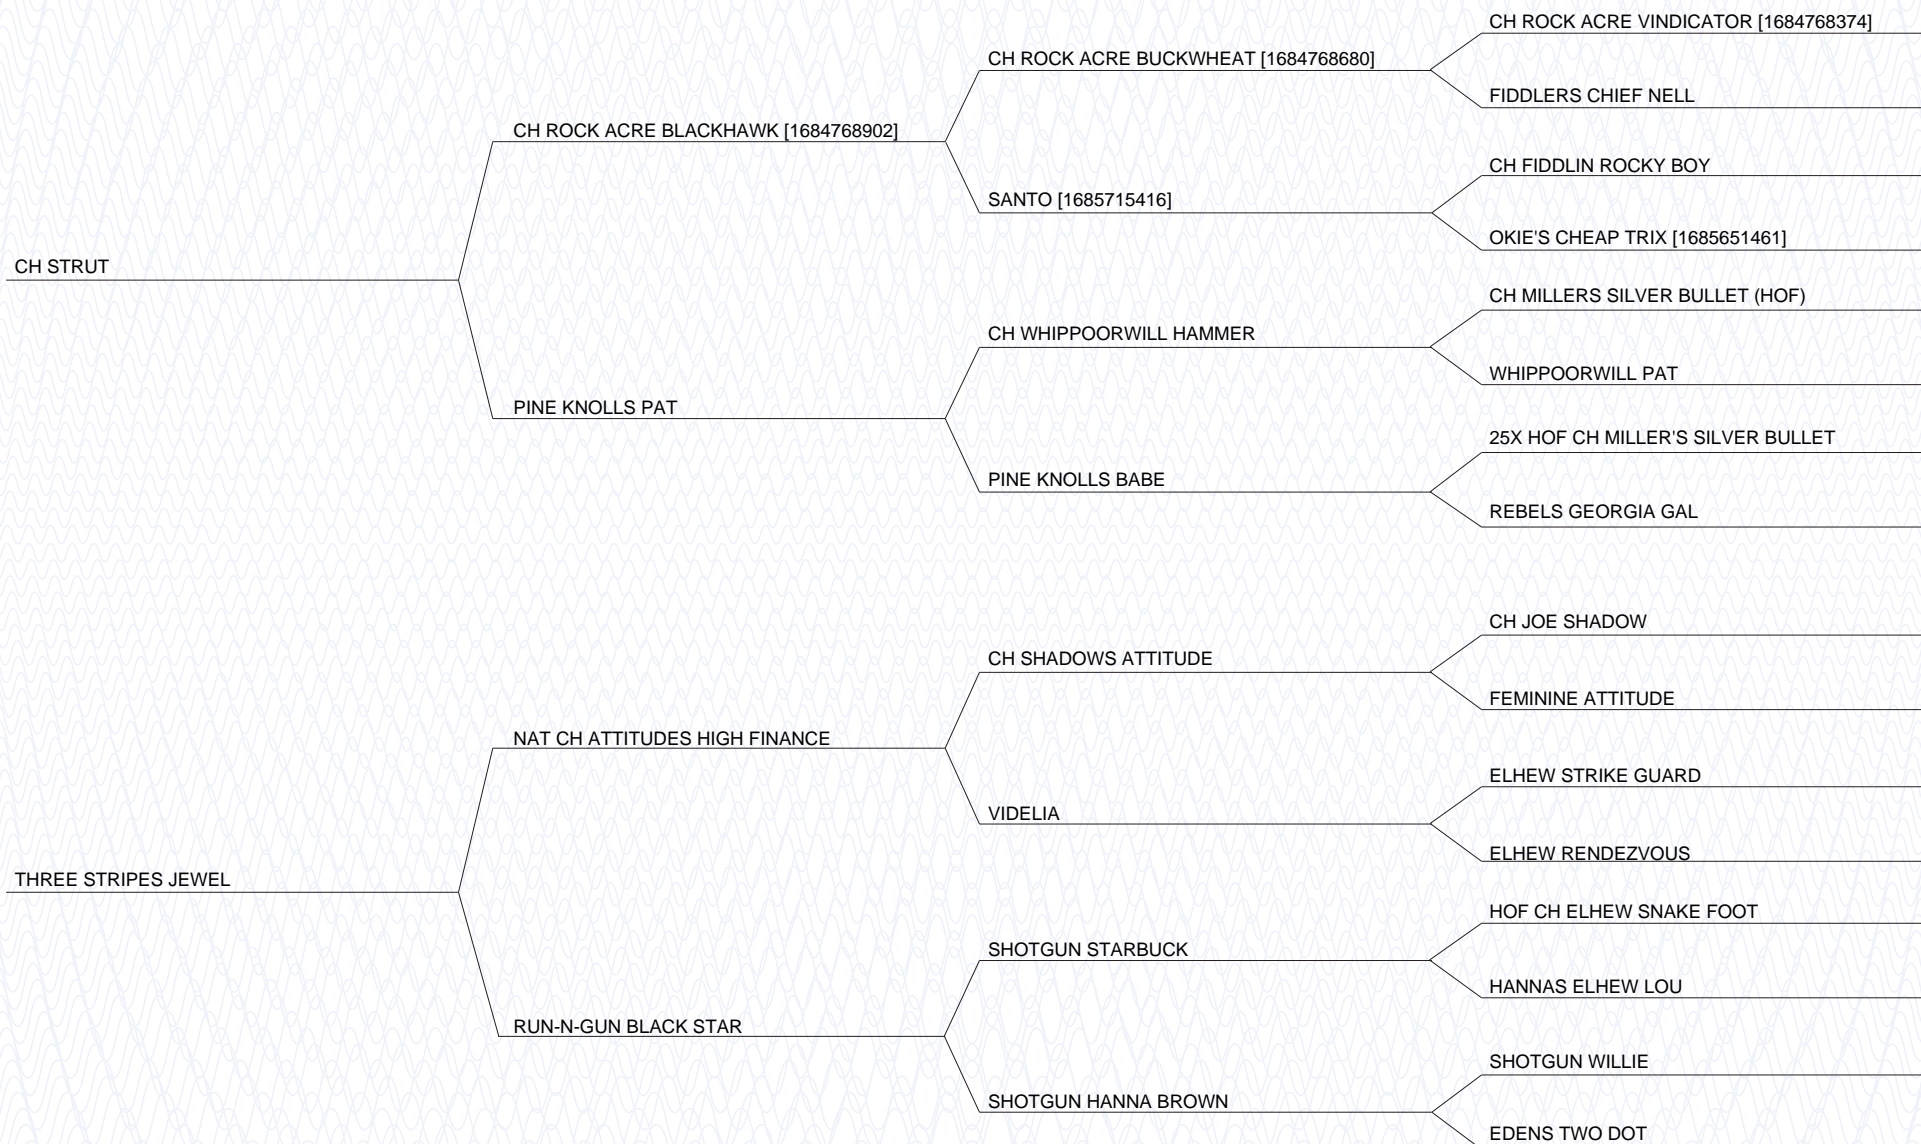 CH ROCK ACRE VINDICATOR [1684768374]
CH ROCK ACRE BUCKWHEAT [1684768680]
FIDDLERS CHIEF NELL
CH ROCK ACRE BLACKHAWK [1684768902]
CH FIDDLIN ROCKY BOY
SANTO [1685715416]
OKIE'S CHEAP TRIX [1685651461]
CH STRUT
CH MILLERS SILVER BULLET (HOF)
CH WHIPPOORWILL HAMMER
WHIPPOORWILL PAT
PINE KNOLLS PAT
25X HOF CH MILLER'S SILVER BULLET
PINE KNOLLS BABE
REBELS GEORGIA GAL
CH JOE SHADOW
CH SHADOWS ATTITUDE
FEMININE ATTITUDE
NAT CH ATTITUDES HIGH FINANCE
ELHEW STRIKE GUARD
VIDELIA
ELHEW RENDEZVOUS
THREE STRIPES JEWEL
HOF CH ELHEW SNAKE FOOT
SHOTGUN STARBUCK
HANNAS ELHEW LOU
RUN-N-GUN BLACK STAR
SHOTGUN WILLIE
SHOTGUN HANNA BROWN
EDENS TWO DOT